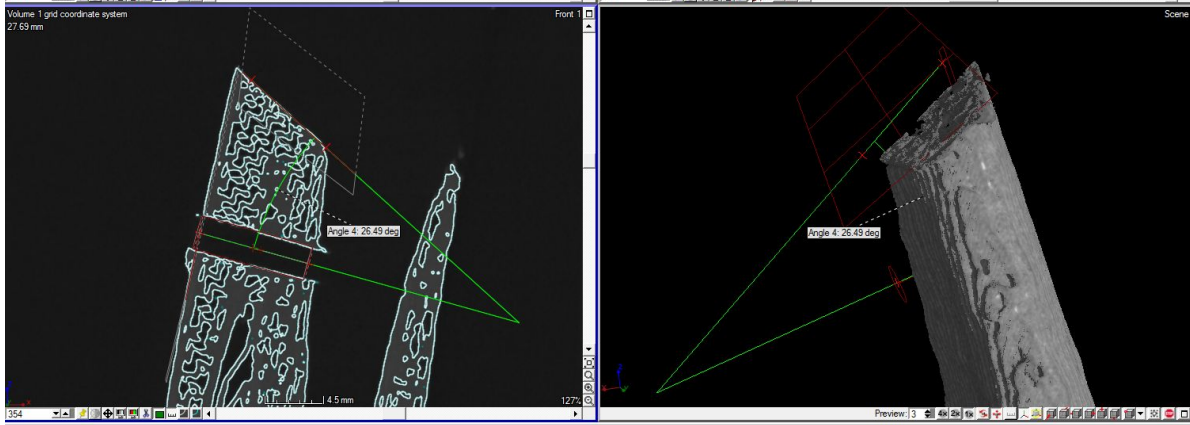 Volume 1 grid coordinate system
Front 1
27.69 mm
Angle 4: 26.49 deg
4.5 mm
127%
354
Scene
Angle 4: 26.49 deg
Preview: 3
4x 2x 1x